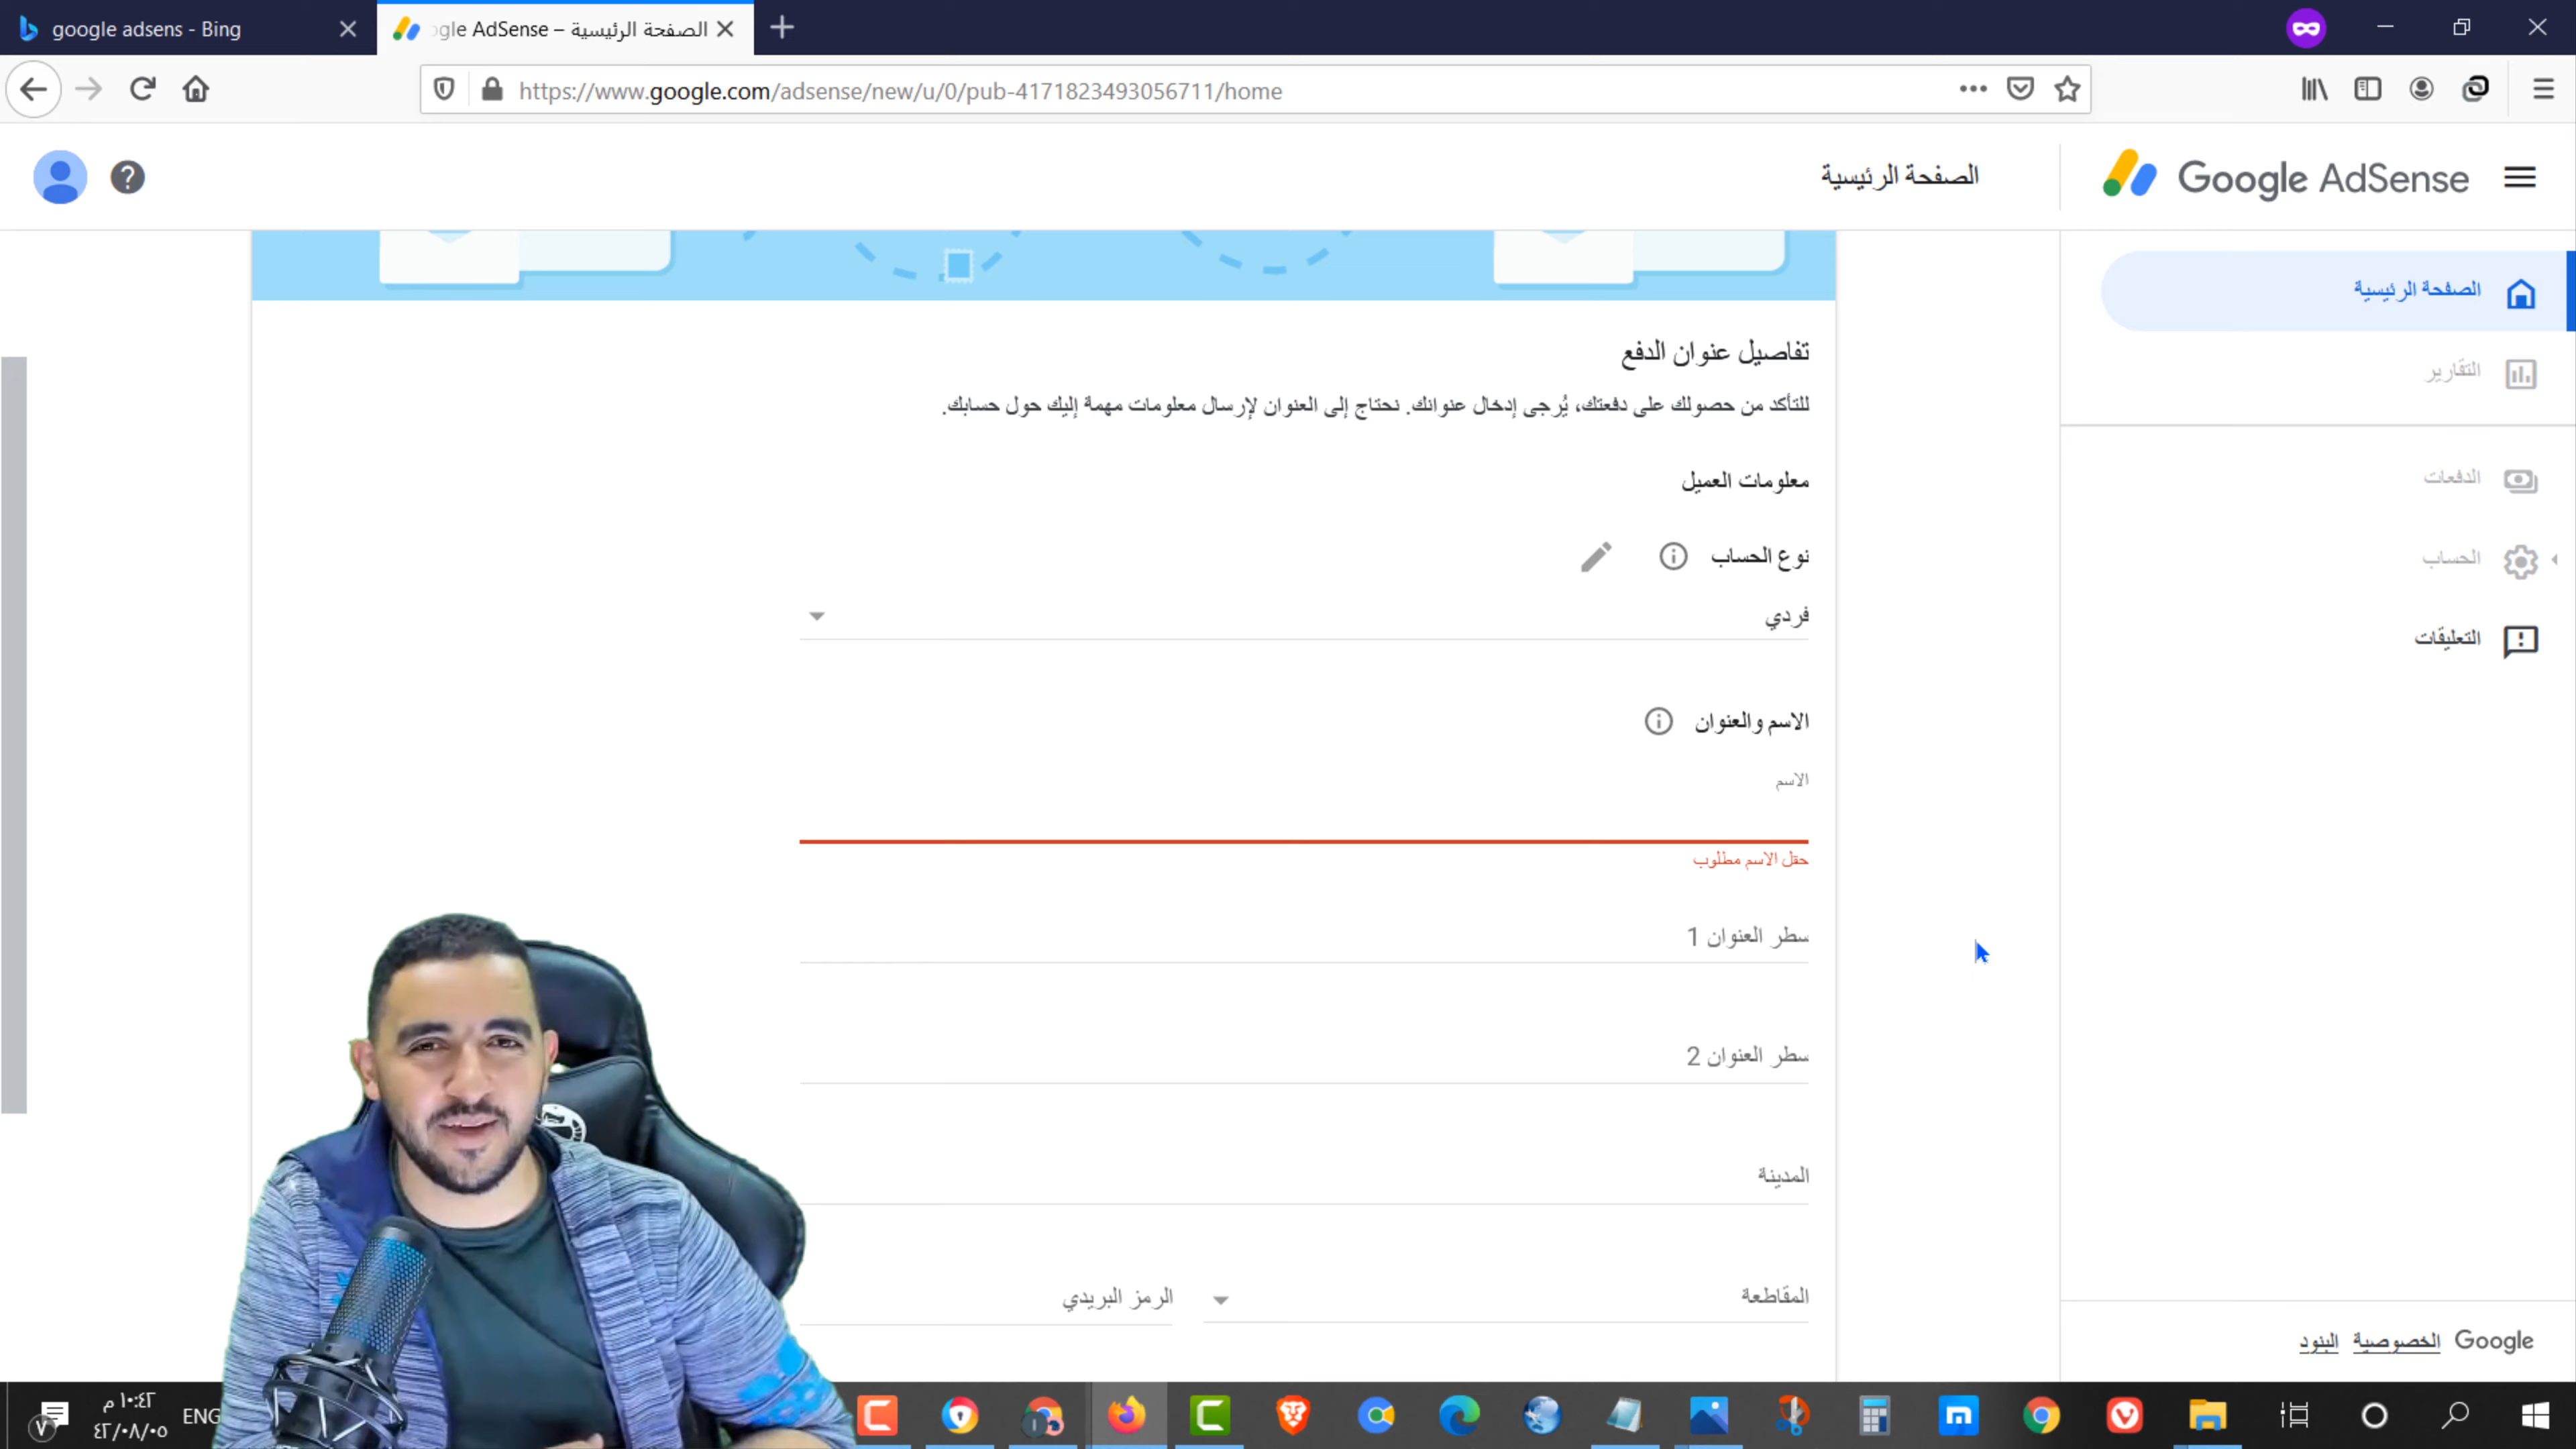 google adsens - Bing
ogle AdSense – الصفحة الرئيسية
https://www.google.com/adsense/new/u/0/pub-4171823493056711/home
Google AdSense
الصفحة الرئيسية
الصفحة الرئيسية
التقارير
الدفعات
الحساب
التعليقات
تفاصيل عنوان الدفع
للتأكد من حصولك على دفعتك، يُرجى إدخال عنوانك. نحتاج إلى العنوان لإرسال معلومات مهمة إليك حول حسابك.
معلومات العميل
نوع الحساب
فردي
الاسم والعنوان
الاسم
حقل الاسم مطلوب
سطر العنوان 1
سطر العنوان 2
المدينة
المقاطعة
الرمز البريدي
Google الخصوصية البنود
١٠:٤٢ م
٤٢/٠٨/٠٥
ENG
٧